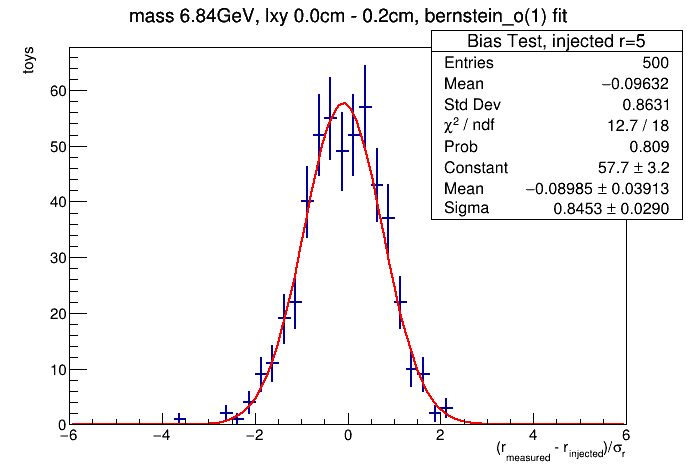 mass 6.84GeV, lxy 0.0cm - 0.2cm, bernstein_o(1) fit
Bias Test, injected r=5
Entries 500
Mean −0.09632
Std Dev 0.8631
χ² / ndf 12.7 / 18
Prob 0.809
Constant 57.7 ± 3.2
Mean −0.08985 ± 0.03913
Sigma 0.8453 ± 0.0290
toys
60
50
40
30
20
10
0
−6 −4 −2 0 2 4 6
(r_measured - r_injected)/σ_r